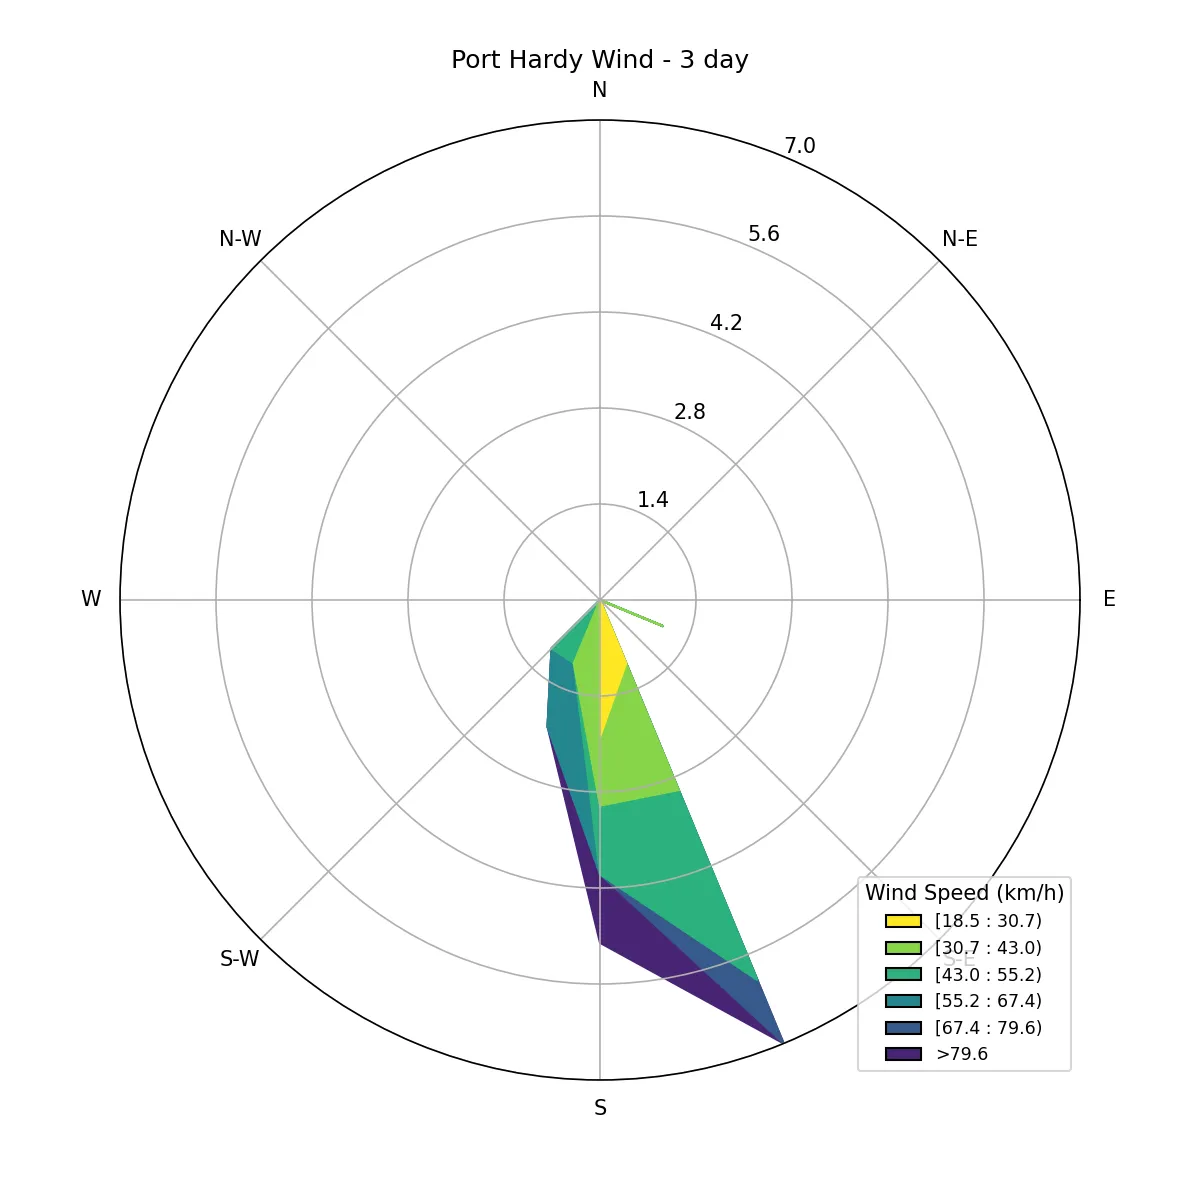 Port Hardy Wind - 3 day
N
7.0
N-W
5.6
N-E
4.2
2.8
1.4
W
E
Wind Speed (km/h)
[18.5 : 30.7)
[30.7 : 43.0)
S-W
S-E
[43.0 : 55.2)
[55.2 : 67.4)
[67.4 : 79.6)
>79.6
S